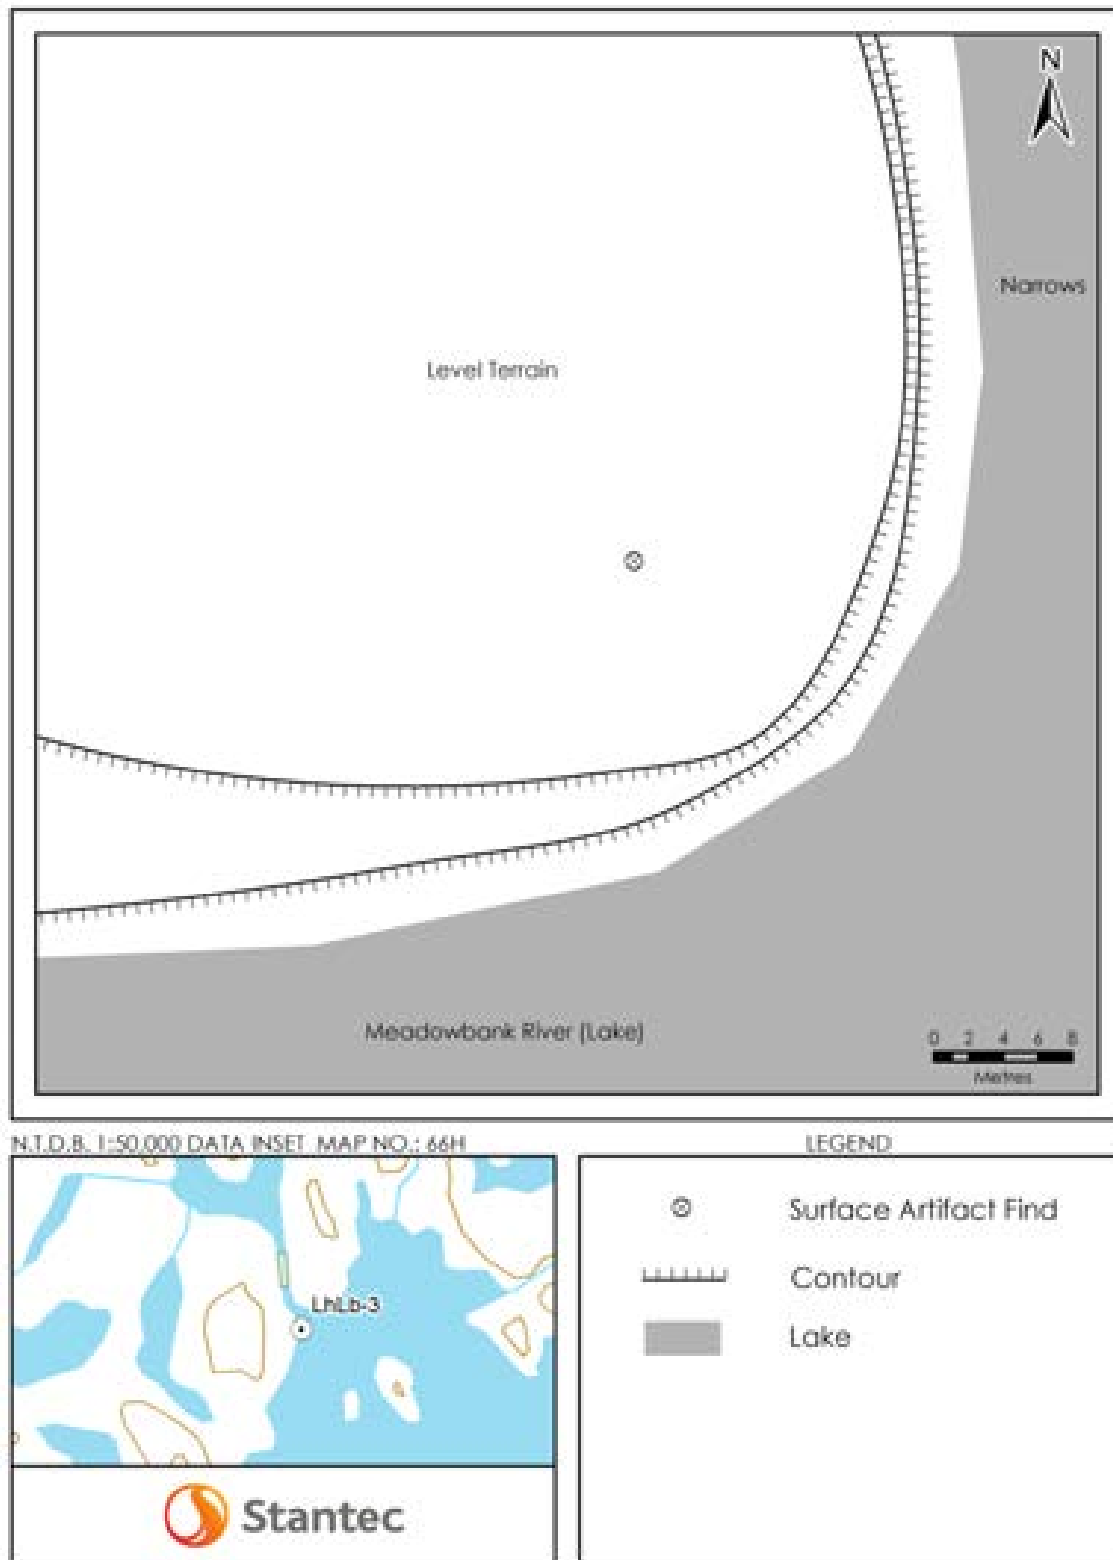 N
Narrows
Level Terrain
Meadowbank River (Lake)
0 2 4 6 8
Metres
N.T.D.B. 1:50,000 DATA INSET MAP NO.: 66H
LEGEND
LhLb-3
Surface Artifact Find
Contour
Lake
Stantec